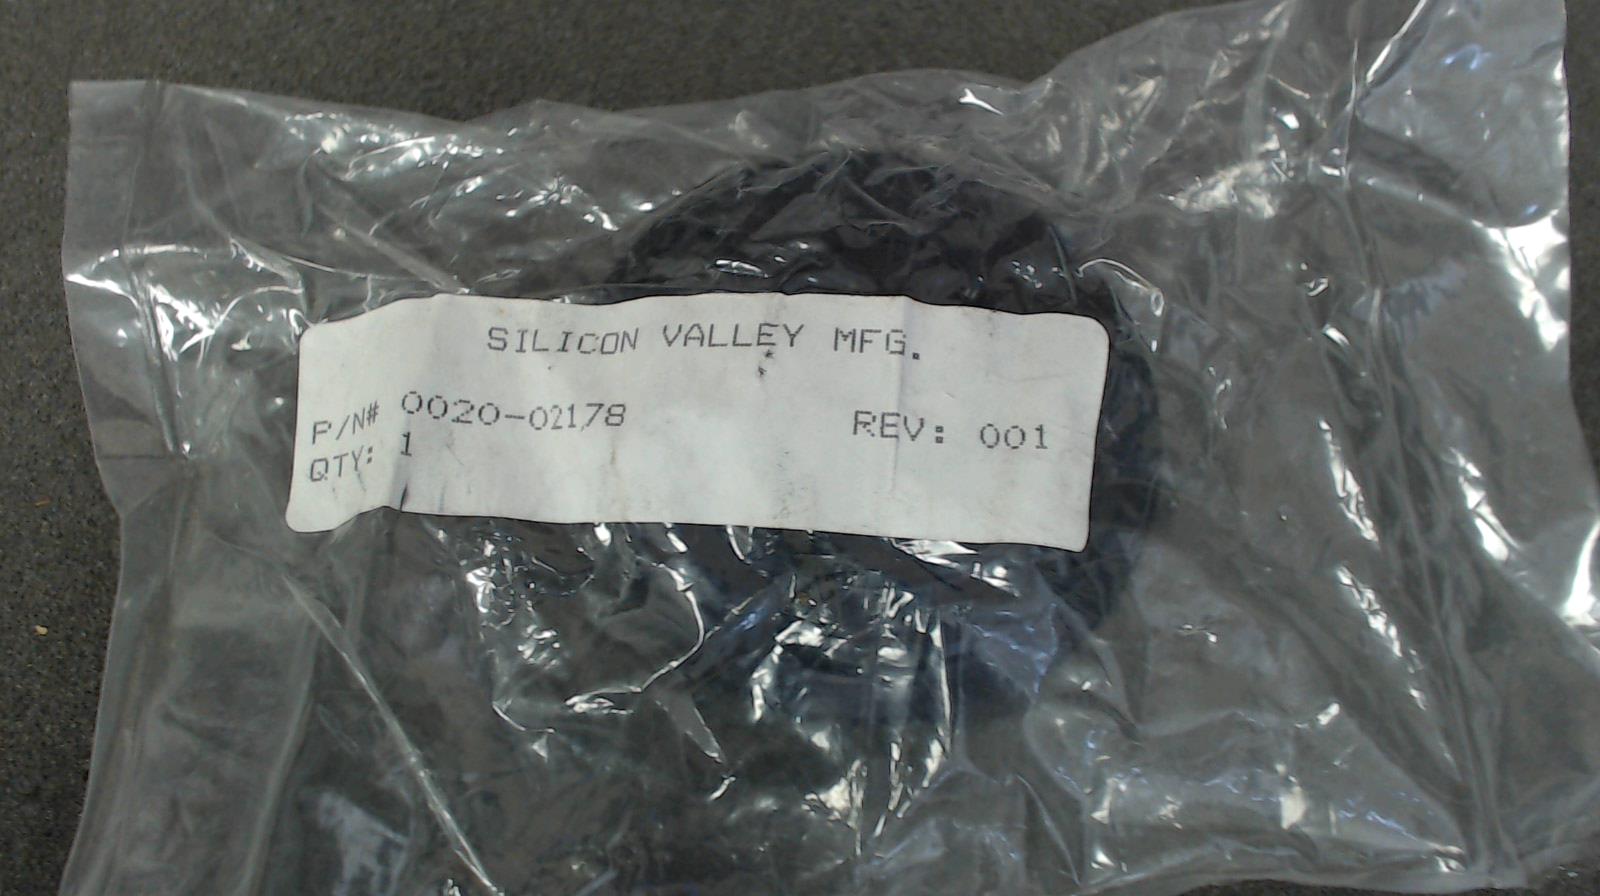 SILICON VALLEY MFG.
P/N# 0020-02178 REV: 001
QTY: 1